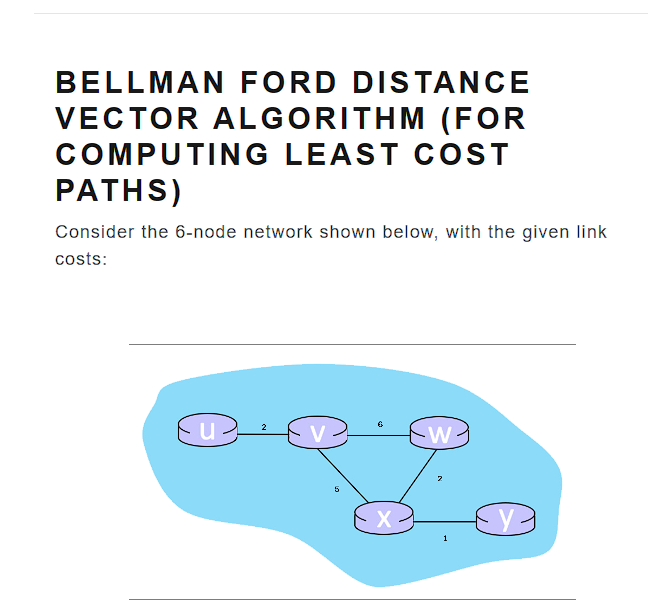 BELLMAN FORD DISTANCE
VECTOR ALGORITHM (FOR
COMPUTING LEAST COST
PATHS)
Consider the 6-node network shown below, with the given link
costs:
u 2 v 6 w
5 2
x y
1